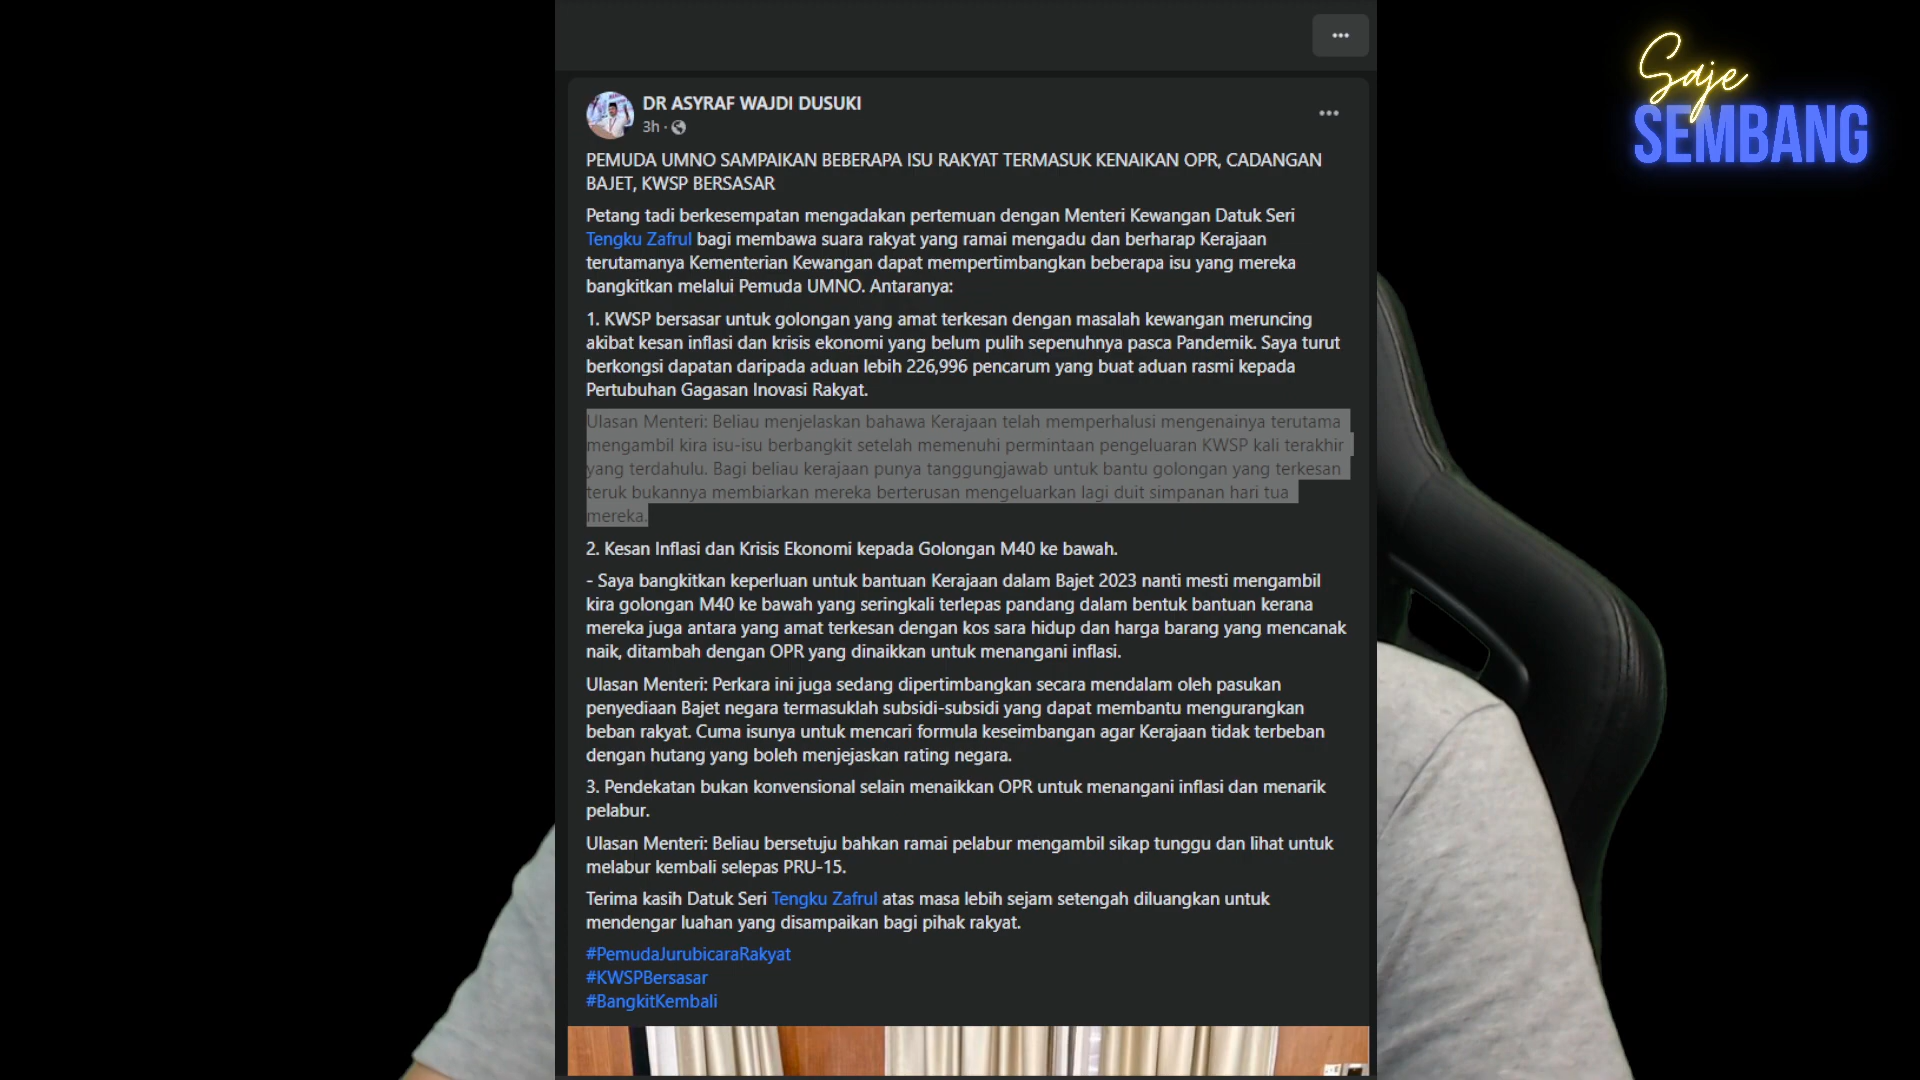 Saje
SEMBANG
DR ASYRAF WAJDI DUSUKI
3h ·
PEMUDA UMNO SAMPAIKAN BEBERAPA ISU RAKYAT TERMASUK KENAIKAN OPR, CADANGAN
BAJET, KWSP BERSASAR
Petang tadi berkesempatan mengadakan pertemuan dengan Menteri Kewangan Datuk Seri
Tengku Zafrul bagi membawa suara rakyat yang ramai mengadu dan berharap Kerajaan
terutamanya Kementerian Kewangan dapat mempertimbangkan beberapa isu yang mereka
bangkitkan melalui Pemuda UMNO. Antaranya:
1. KWSP bersasar untuk golongan yang amat terkesan dengan masalah kewangan meruncing
akibat kesan inflasi dan krisis ekonomi yang belum pulih sepenuhnya pasca Pandemik. Saya turut
berkongsi dapatan daripada aduan lebih 226,996 pencarum yang buat aduan rasmi kepada
Pertubuhan Gagasan Inovasi Rakyat.
Ulasan Menteri: Beliau menjelaskan bahawa Kerajaan telah memperhalusi mengenainya terutama
mengambil kira isu-isu berbangkit setelah memenuhi permintaan pengeluaran KWSP kali terakhir
yang terdahulu. Bagi beliau kerajaan punya tanggungjawab untuk bantu golongan yang terkesan
teruk bukannya membiarkan mereka berterusan mengeluarkan lagi duit simpanan hari tua
mereka.
2. Kesan Inflasi dan Krisis Ekonomi kepada Golongan M40 ke bawah.
- Saya bangkitkan keperluan untuk bantuan Kerajaan dalam Bajet 2023 nanti mesti mengambil
kira golongan M40 ke bawah yang seringkali terlepas pandang dalam bentuk bantuan kerana
mereka juga antara yang amat terkesan dengan kos sara hidup dan harga barang yang mencanak
naik, ditambah dengan OPR yang dinaikkan untuk menangani inflasi.
Ulasan Menteri: Perkara ini juga sedang dipertimbangkan secara mendalam oleh pasukan
penyediaan Bajet negara termasuklah subsidi-subsidi yang dapat membantu mengurangkan
beban rakyat. Cuma isunya untuk mencari formula keseimbangan agar Kerajaan tidak terbeban
dengan hutang yang boleh menjejaskan rating negara.
3. Pendekatan bukan konvensional selain menaikkan OPR untuk menangani inflasi dan menarik
pelabur.
Ulasan Menteri: Beliau bersetuju bahkan ramai pelabur mengambil sikap tunggu dan lihat untuk
melabur kembali selepas PRU-15.
Terima kasih Datuk Seri Tengku Zafrul atas masa lebih sejam setengah diluangkan untuk
mendengar luahan yang disampaikan bagi pihak rakyat.
#PemudaJurubicaraRakyat
#KWSPBersasar
#BangkitKembali